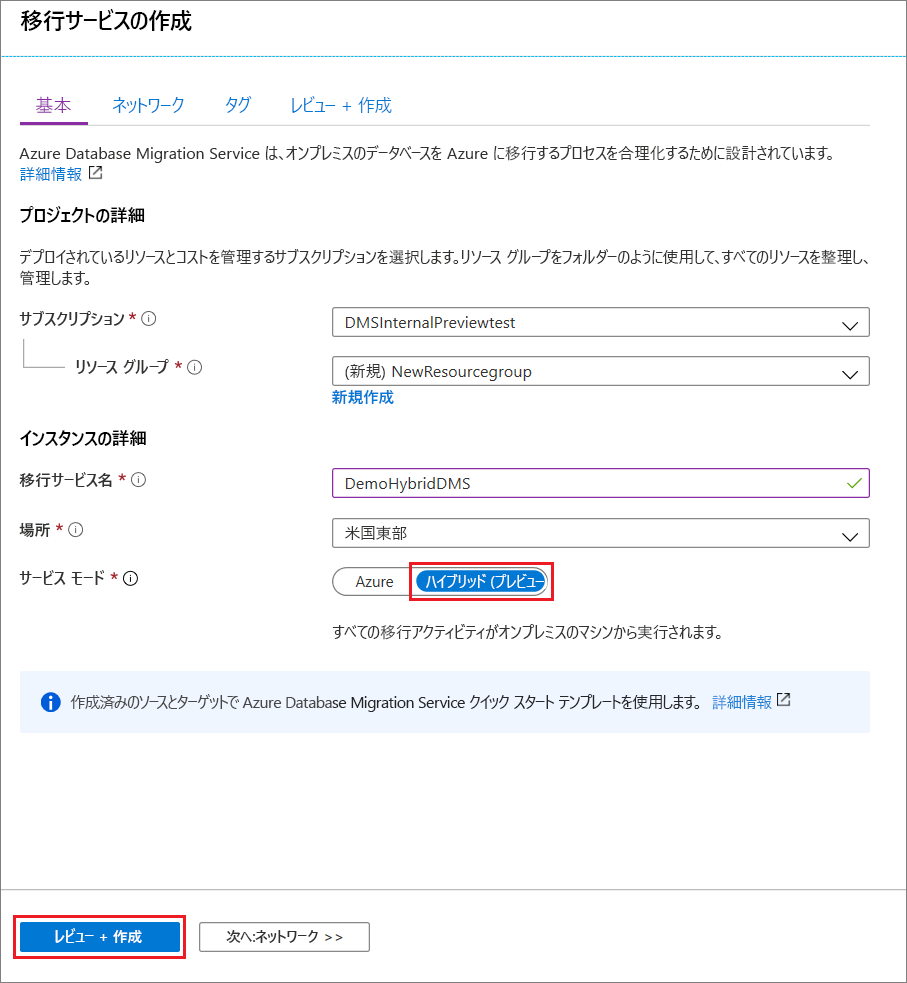 移行サービスの作成
基本 ネットワーク タグ レビュー + 作成
Azure Database Migration Service は、オンプレミスのデータベースを Azure に移行するプロセスを合理化するために設計されています。
詳細情報
プロジェクトの詳細
デプロイされているリソースとコストを管理するサブスクリプションを選択します。リソース グループをフォルダーのように使用して、すべてのリソースを整理し、
管理します。
サブスクリプション * DMSInternalPreviewtest
リソース グループ * (新規) NewResourcegroup
新規作成
インスタンスの詳細
移行サービス名 * DemoHybridDMS
場所 * 米国東部
サービス モード * Azure ハイブリッド (プレビュー
すべての移行アクティビティがオンプレミスのマシンから実行されます。
作成済みのソースとターゲットで Azure Database Migration Service クイック スタート テンプレートを使用します。 詳細情報
レビュー + 作成 次へ:ネットワーク >>